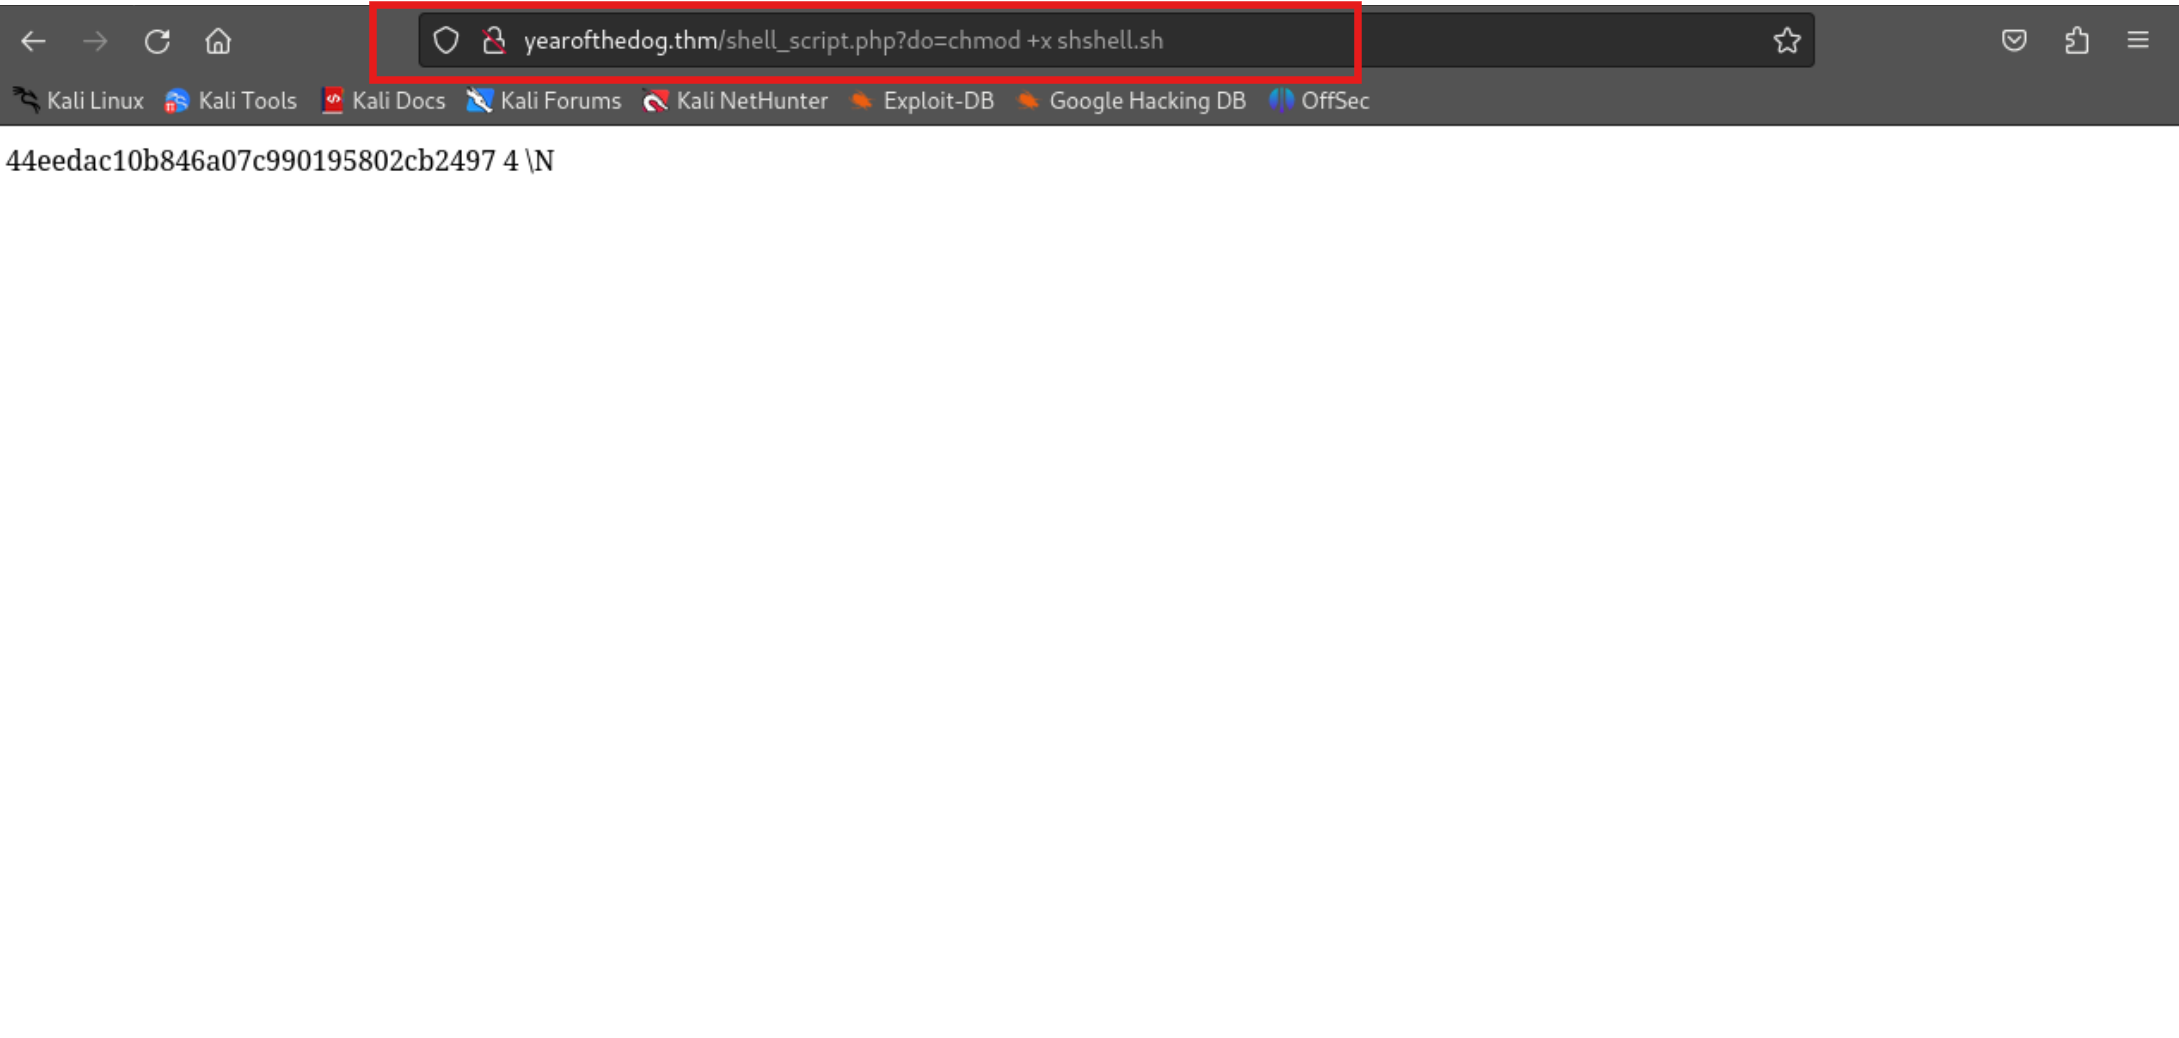 yearofthedog.thm/shell_script.php?do=chmod +x shshell.sh
Kali Linux Kali Tools Kali Docs Kali Forums Kali NetHunter Exploit-DB Google Hacking DB OffSec
44eedac10b846a07c990195802cb2497 4 \N